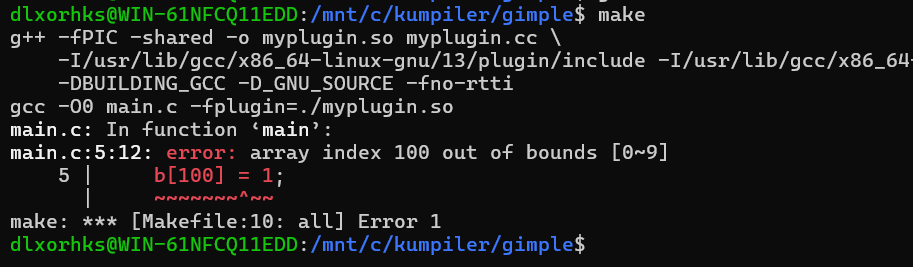 dlxorhks@WIN-61NFCQ11EDD:/mnt/c/kumpiler/gimple$ make
g++ -fPIC -shared -o myplugin.so myplugin.cc \
    -I/usr/lib/gcc/x86_64-linux-gnu/13/plugin/include -I/usr/lib/gcc/x86_64-
    -DBUILDING_GCC -D_GNU_SOURCE -fno-rtti
gcc -O0 main.c -fplugin=./myplugin.so
main.c: In function ‘main’:
main.c:5:12: error: array index 100 out of bounds [0~9]
    5 |     b[100] = 1;
      |     ~~~~~~~^~~
make: *** [Makefile:10: all] Error 1
dlxorhks@WIN-61NFCQ11EDD:/mnt/c/kumpiler/gimple$